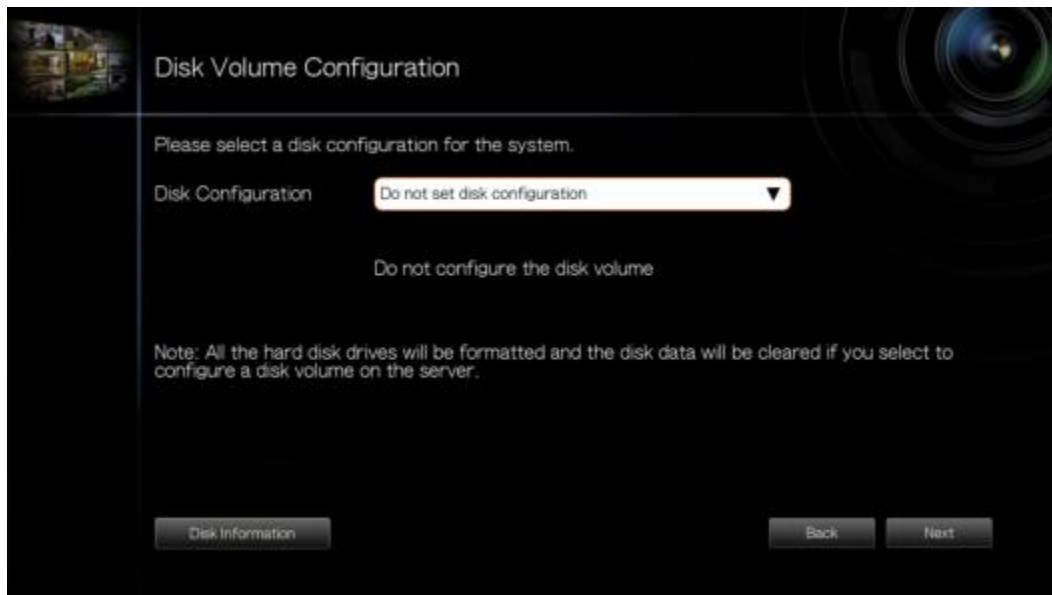 Disk Volume Configuration
Please select a disk configuration for the system.
Disk Configuration
Do not set disk configuration
Do not configure the disk volume
Note: All the hard disk drives will be formatted and the disk data will be cleared if you select to
configure a disk volume on the server.
Disk Information
Back
Next